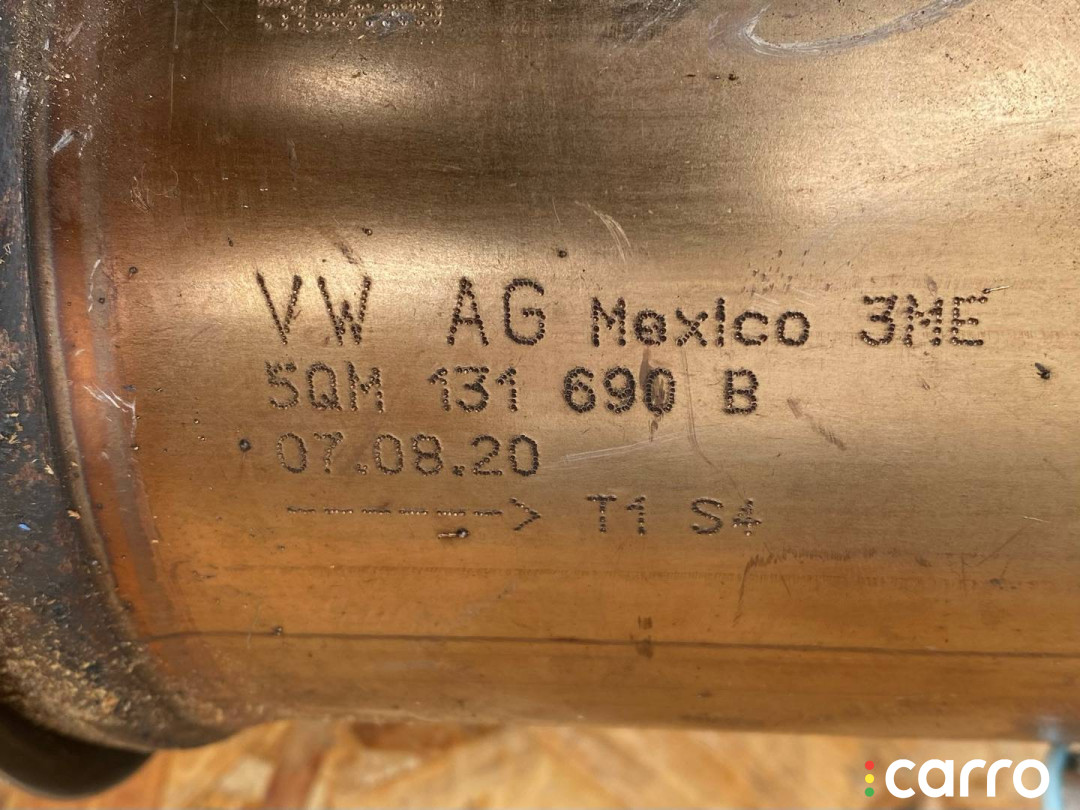 VW AG Mexico 3ME
5QM 131 690 B
07.08.20
-----> T1 S4
carro